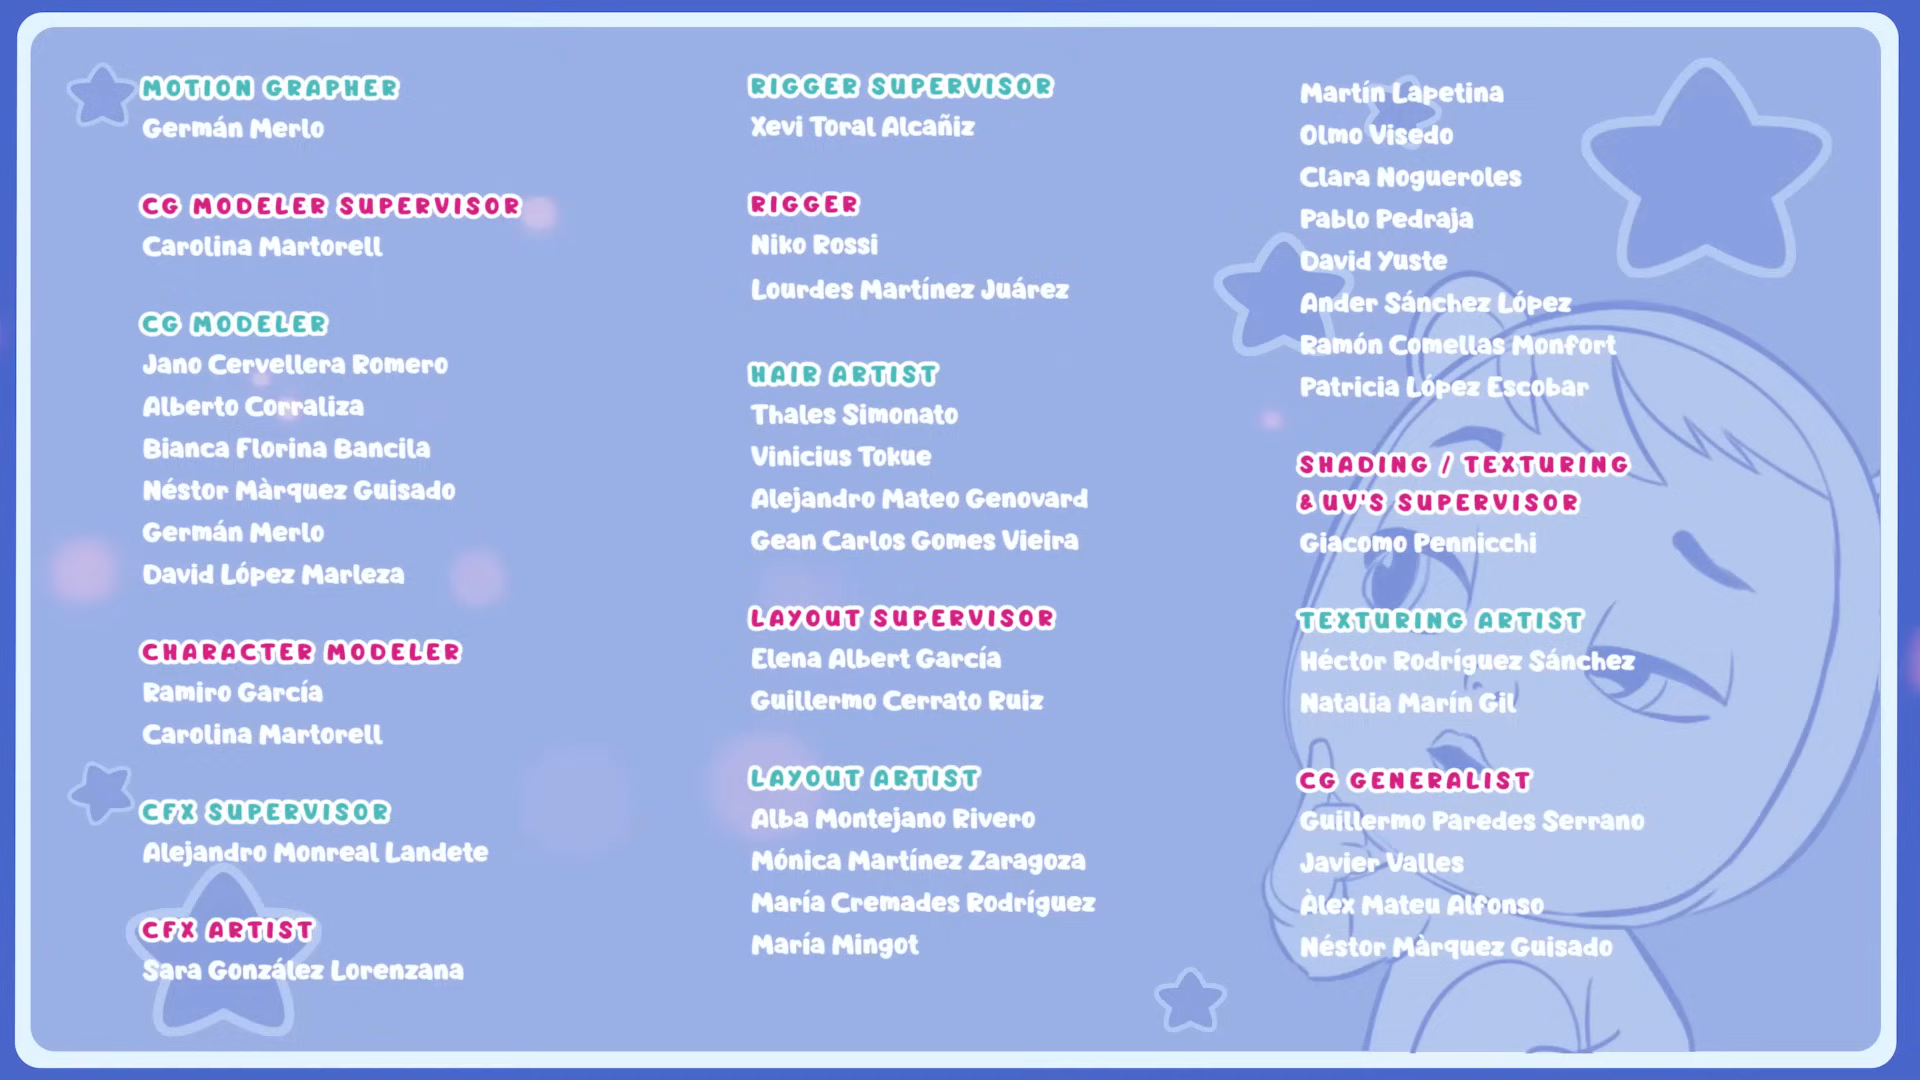 MOTION GRAPHER
Germán Merlo
CG MODELER SUPERVISOR
Carolina Martorell
CG MODELER
Jano Cervellera Romero
Alberto Corraliza
Bianca Florina Bancila
Néstor Màrquez Guisado
Germán Merlo
David López Marleza
CHARACTER MODELER
Ramiro García
Carolina Martorell
CFX SUPERVISOR
Alejandro Monreal Landete
CFX ARTIST
Sara González Lorenzana
RIGGER SUPERVISOR
Xevi Toral Alcañiz
RIGGER
Niko Rossi
Lourdes Martínez Juárez
HAIR ARTIST
Thales Simonato
Vinicius Tokue
Alejandro Mateo Genovard
Gean Carlos Gomes Vieira
LAYOUT SUPERVISOR
Elena Albert García
Guillermo Cerrato Ruiz
LAYOUT ARTIST
Alba Montejano Rivero
Mónica Martínez Zaragoza
María Cremades Rodríguez
María Mingot
Martín Lapetina
Olmo Visedo
Clara Nogueroles
Pablo Pedraja
David Yuste
Ander Sánchez López
Ramón Comellas Monfort
Patricia López Escobar
SHADING / TEXTURING
& UV'S SUPERVISOR
Giacomo Pennicchi
TEXTURING ARTIST
Héctor Rodríguez Sánchez
Natalia Marín Gil
CG GENERALIST
Guillermo Paredes Serrano
Javier Valles
Àlex Mateu Alfonso
Néstor Màrquez Guisado